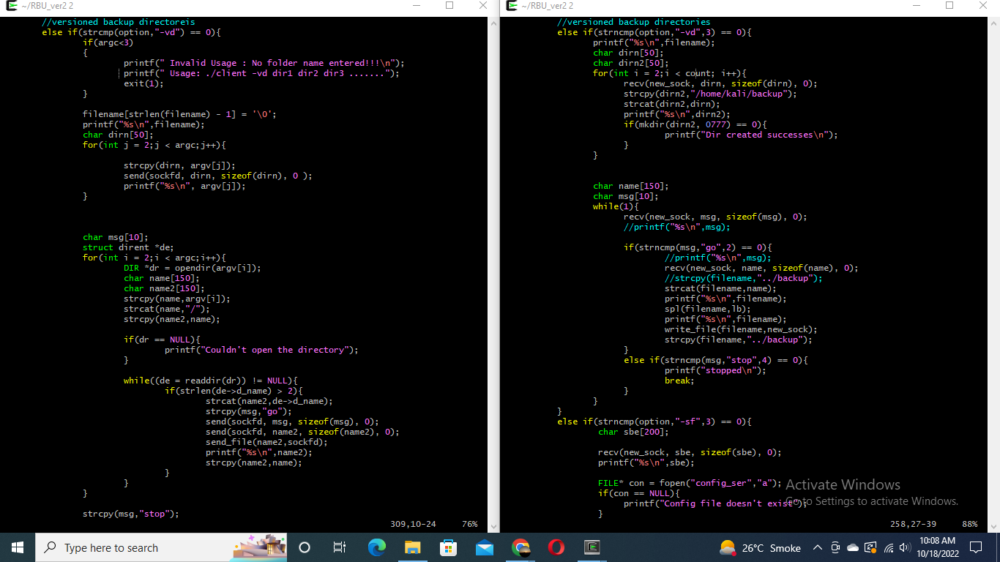 ~/RBU_ver2 2
//versioned backup directoreis
else if(strcmp(option,"-vd") == 0){
if(argc<3)
{
printf(" Invalid Usage : No folder name entered!!!\n");
printf(" Usage: ./client -vd dir1 dir2 dir3 .......");
exit(1);
}
filename[strlen(filename) - 1] = '\0';
printf("%s\n",filename);
char dirn[50];
for(int j = 2;j < argc;j++){
strcpy(dirn, argv[j]);
send(sockfd, dirn, sizeof(dirn), 0 );
printf("%s\n", argv[j]);
}
char msg[10];
struct dirent *de;
for(int i = 2;i < argc;i++){
DIR *dr = opendir(argv[i]);
char name[150];
char name2[150];
strcpy(name,argv[i]);
strcat(name,"/");
strcpy(name2,name);
if(dr == NULL){
printf("Couldn't open the directory");
}
while((de = readdir(dr)) != NULL){
if(strlen(de->d_name) > 2){
strcat(name2,de->d_name);
strcpy(msg,"go");
send(sockfd, msg, sizeof(msg), 0);
send(sockfd, name2, sizeof(name2), 0);
send_file(name2,sockfd);
printf("%s\n",name2);
strcpy(name2,name);
}
}
}
strcpy(msg,"stop");
309,10-24 76%
~/RBU_ver2 2
//versioned backup directories
else if(strncmp(option,"-vd",3) == 0){
printf("%s\n",filename);
char dirn[50];
char dirn2[50];
for(int i = 2;i < count; i++){
recv(new_sock, dirn, sizeof(dirn), 0);
strcpy(dirn2,"/home/kali/backup");
strcat(dirn2,dirn);
printf("%s\n",dirn2);
if(mkdir(dirn2, 0777) == 0){
printf("Dir created successes\n");
}
}
char name[150];
char msg[10];
while(1){
recv(new_sock, msg, sizeof(msg), 0);
//printf("%s\n",msg);
if(strncmp(msg,"go",2) == 0){
//printf("%s\n",msg);
recv(new_sock, name, sizeof(name), 0);
//strcpy(filename,"../backup");
strcat(filename,name);
printf("%s\n",filename);
spl(filename,lb);
printf("%s\n",filename);
write_file(filename,new_sock);
strcpy(filename,"../backup");
}
else if(strncmp(msg,"stop",4) == 0){
printf("stopped\n");
break;
}
}
}
else if(strncmp(option,"-sf",3) == 0){
char sbe[200];
recv(new_sock, sbe, sizeof(sbe), 0);
printf("%s\n",sbe);
FILE* con = fopen("config_ser","a");
if(con == NULL){
printf("Config file doesn't exist");
}
258,27-39 88%
Activate Windows
Go to Settings to activate Windows.
Type here to search
26°C Smoke
10:08 AM
10/18/2022